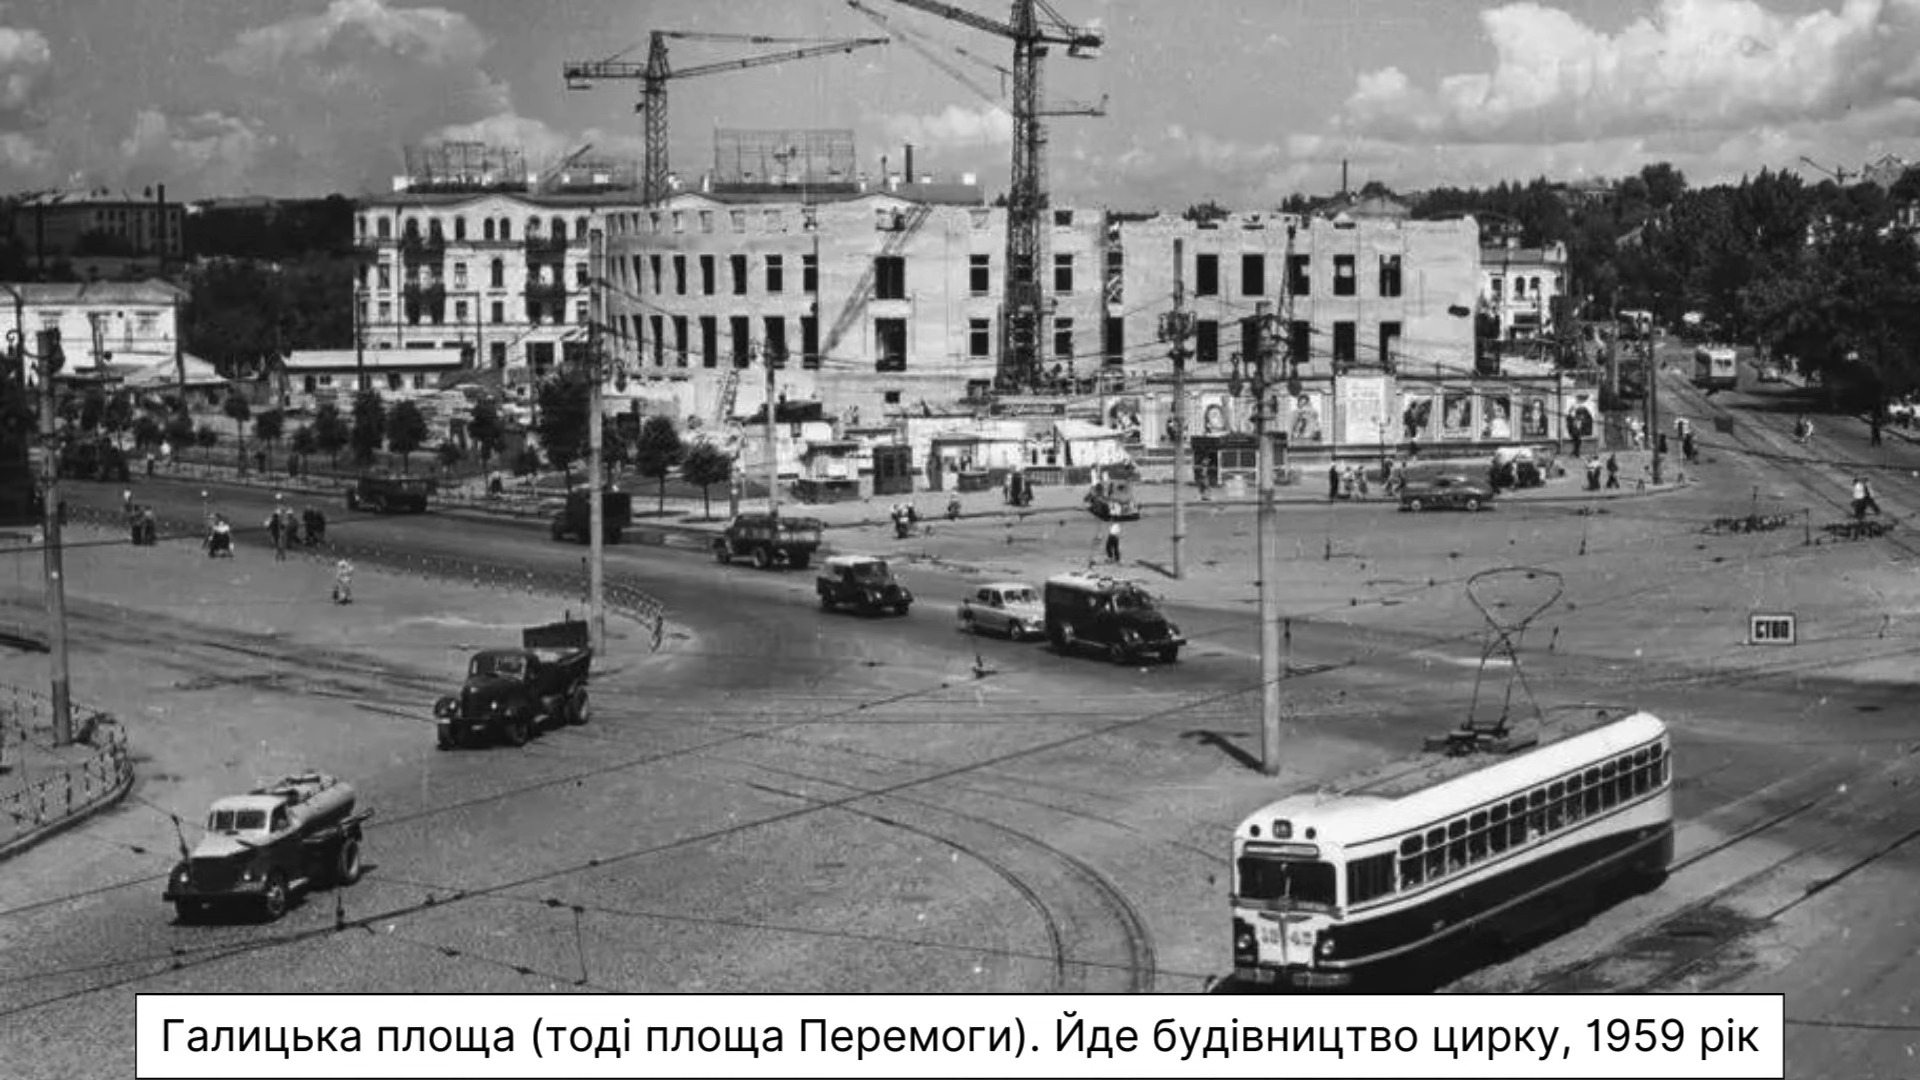 СТОП
Галицька площа (тоді площа Перемоги). Йде будівництво цирку, 1959 рік